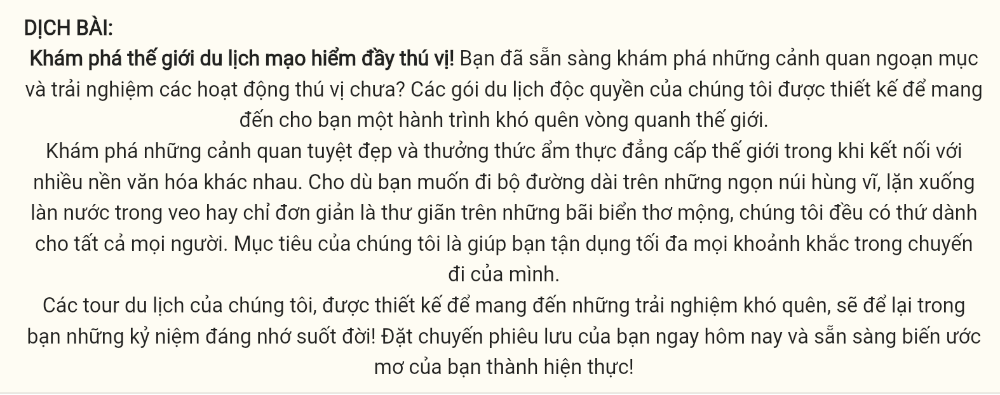 DỊCH BÀI:
Khám phá thế giới du lịch mạo hiểm đầy thú vị! Bạn đã sẵn sàng khám phá những cảnh quan ngoạn mục
và trải nghiệm các hoạt động thú vị chưa? Các gói du lịch độc quyền của chúng tôi được thiết kế để mang
đến cho bạn một hành trình khó quên vòng quanh thế giới.
Khám phá những cảnh quan tuyệt đẹp và thưởng thức ẩm thực đẳng cấp thế giới trong khi kết nối với
nhiều nền văn hóa khác nhau. Cho dù bạn muốn đi bộ đường dài trên những ngọn núi hùng vĩ, lặn xuống
làn nước trong veo hay chỉ đơn giản là thư giãn trên những bãi biển thơ mộng, chúng tôi đều có thứ dành
cho tất cả mọi người. Mục tiêu của chúng tôi là giúp bạn tận dụng tối đa mọi khoảnh khắc trong chuyến
đi của mình.
Các tour du lịch của chúng tôi, được thiết kế để mang đến những trải nghiệm khó quên, sẽ để lại trong
bạn những kỷ niệm đáng nhớ suốt đời! Đặt chuyến phiêu lưu của bạn ngay hôm nay và sẵn sàng biến ước
mơ của bạn thành hiện thực!